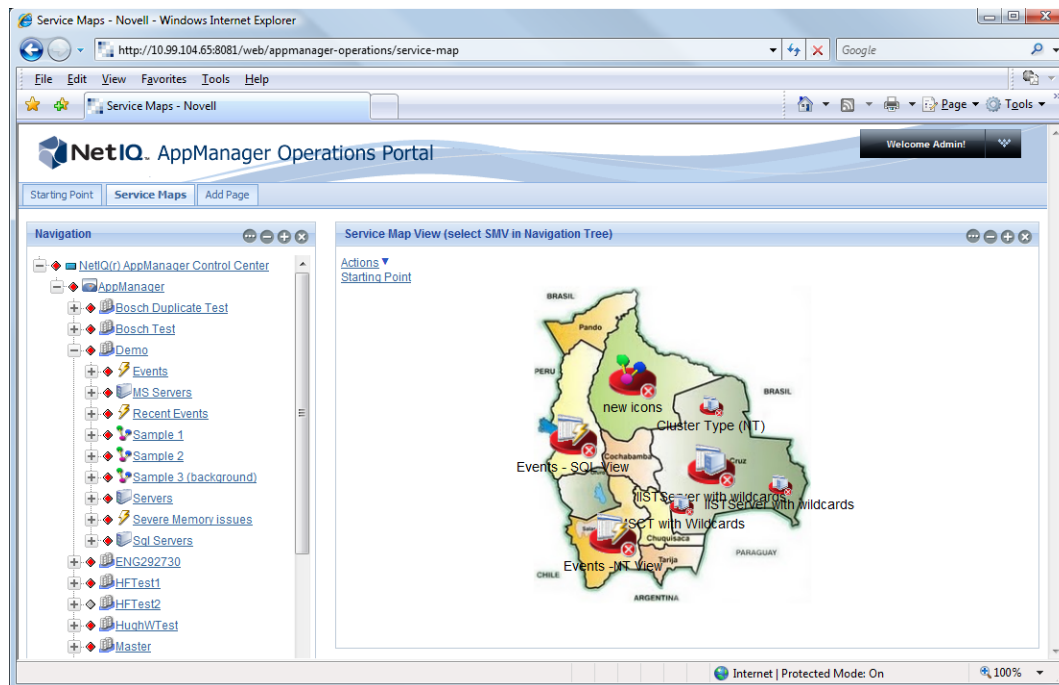 Service Maps - Novell - Windows Internet Explorer
http://10.99.104.65:8081/web/appmanager-operations/service-map
Google
File Edit View Favorites Tools Help
Service Maps - Novell
Page Tools
NetIQ. AppManager Operations Portal
Welcome Admin!
Starting Point Service Maps Add Page
Navigation
NetIQ(r) AppManager Control Center
AppManager
Bosch Duplicate Test
Bosch Test
Demo
Events
MS Servers
Recent Events
Sample 1
Sample 2
Sample 3 (background)
Servers
Severe Memory issues
Sql Servers
ENG292730
HFTest1
HFTest2
HughWTest
Master
Service Map View (select SMV in Navigation Tree)
Actions
Starting Point
BRASIL
Pando
PERU
BRASIL
new icons
Cluster Type (NT)
Cochabamba
Cruz
Events - SQL View
IISTServer with wildcards
IISTServer with wildcards
SCT with Wildcards
Chuquisaca
PARAGUAY
Events -NT View
Tarija
CHILE
ARGENTINA
Internet | Protected Mode: On
100%